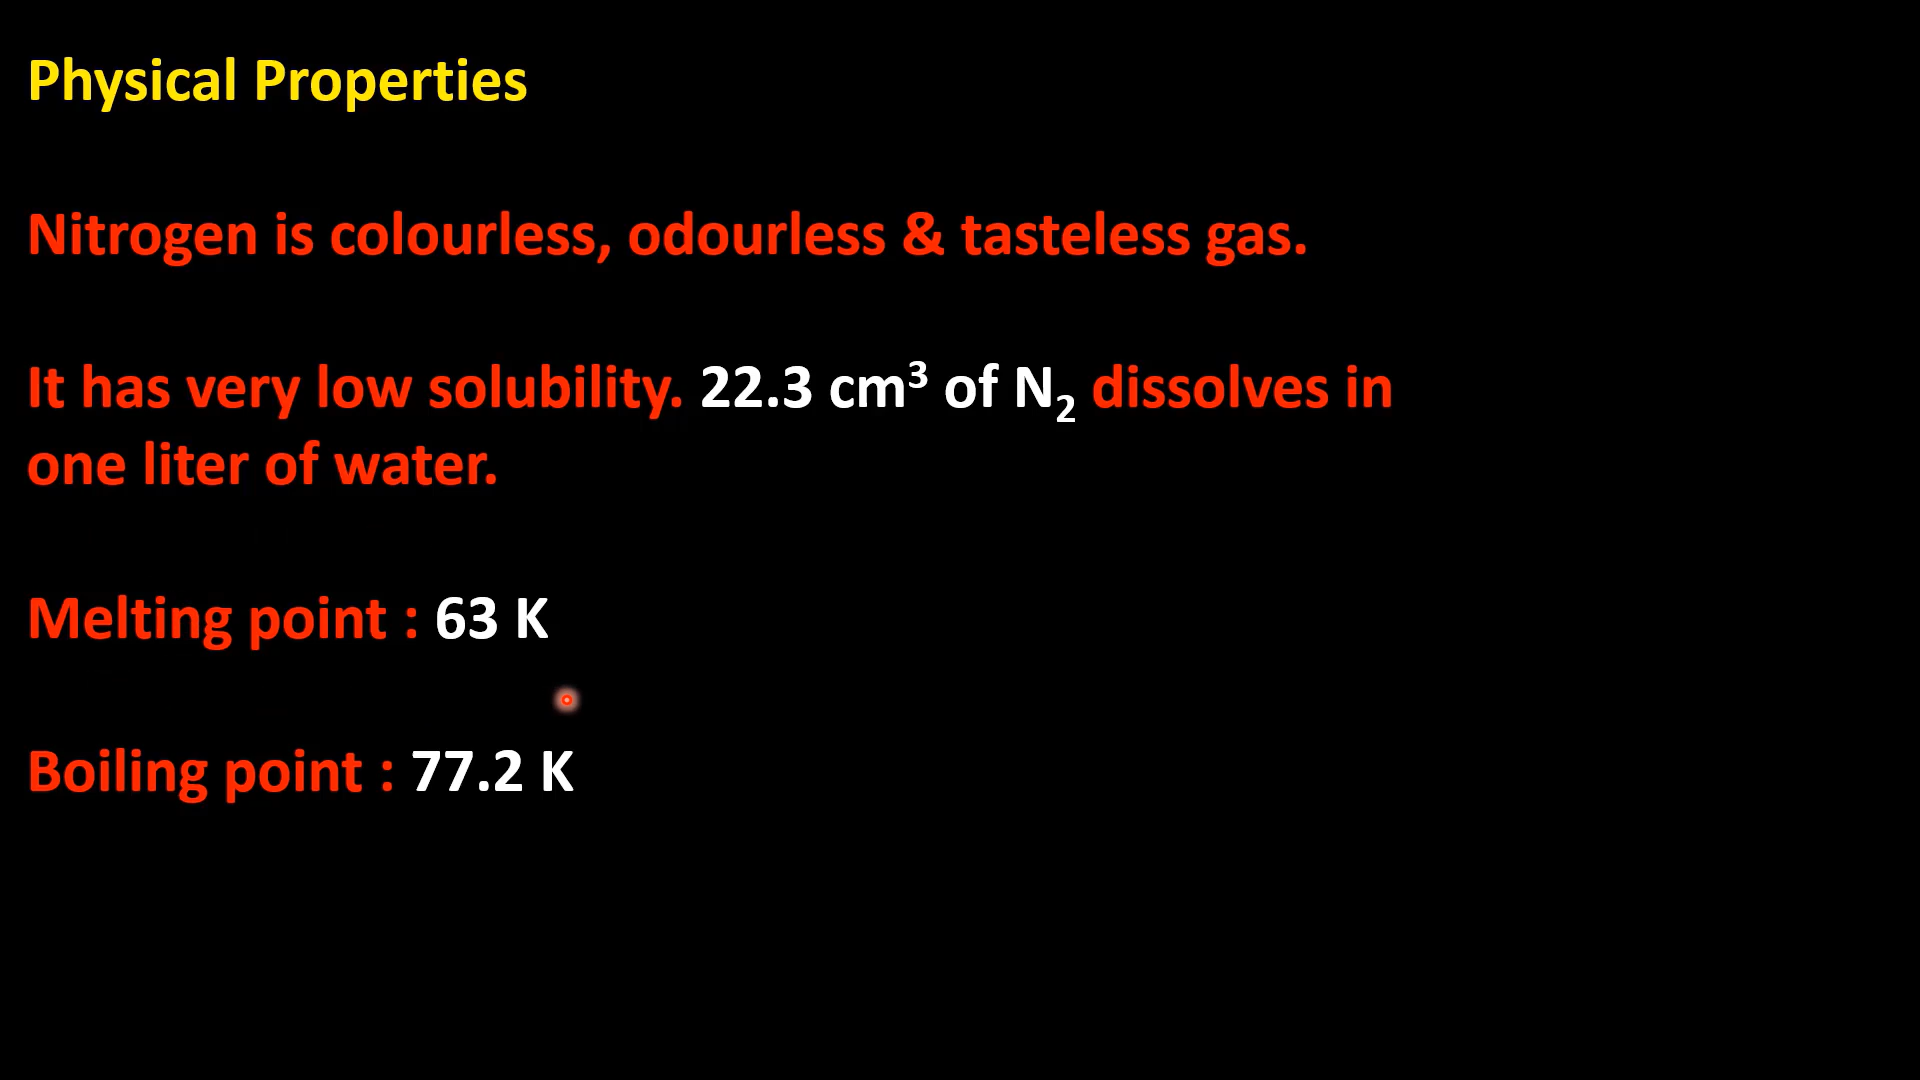 Physical Properties
Nitrogen is colourless, odourless & tasteless gas.
It has very low solubility. 22.3 cm³ of N₂ dissolves in
one liter of water.
Melting point : 63 K
Boiling point : 77.2 K